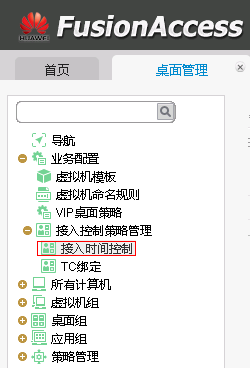 HUAWEI FusionAccess
首页 桌面管理
导航
业务配置
虚拟机模板
虚拟机命名规则
VIP桌面策略
接入控制策略管理
接入时间控制
TC绑定
所有计算机
虚拟机组
桌面组
应用组
策略管理